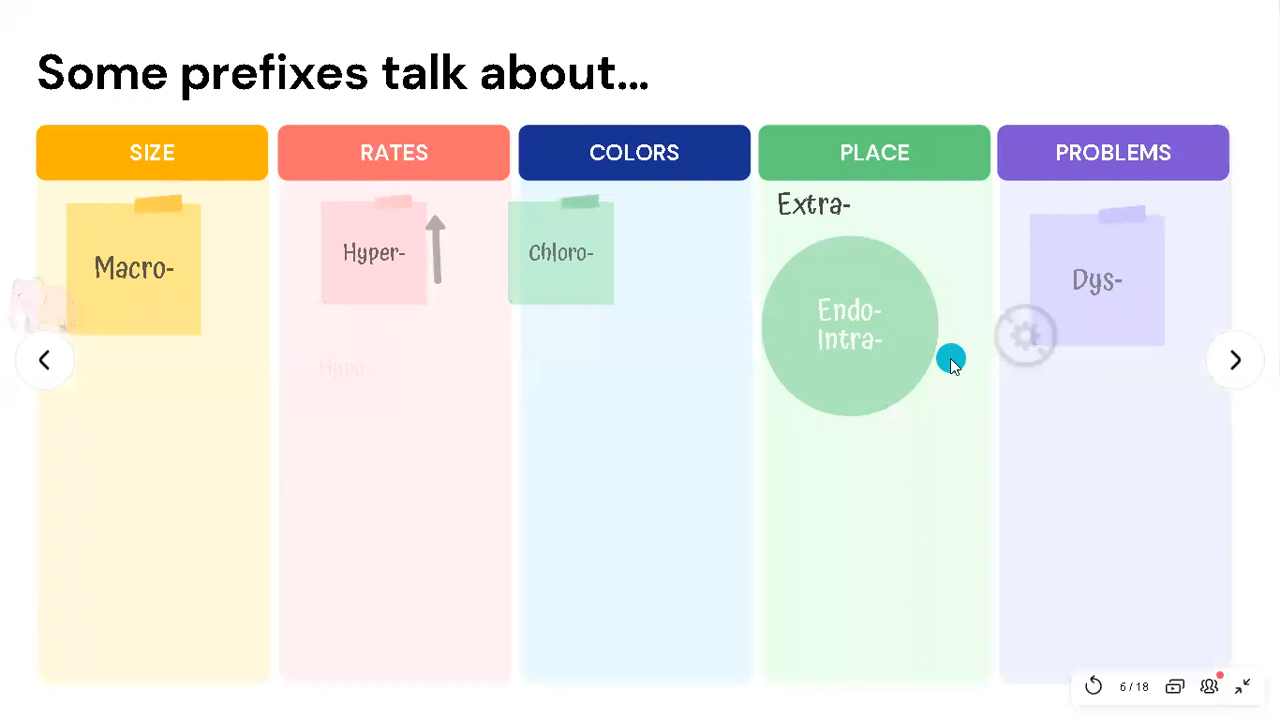 Some prefixes talk about...
SIZE
RATES
COLORS
PLACE
PROBLEMS
Macro-
Hyper-
Hypo-
Chloro-
Extra-
Endo-
Intra-
Dys-
6/18